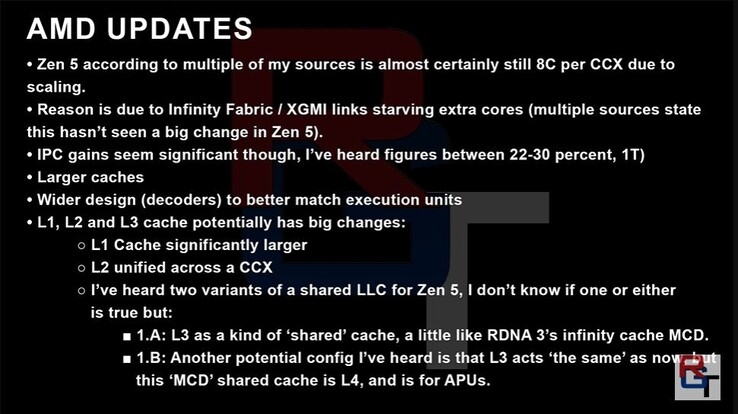 AMD UPDATES
• Zen 5 according to multiple of my sources is almost certainly still 8C per CCX due to
scaling.
• Reason is due to Infinity Fabric / XGMI links starving extra cores (multiple sources state
this hasn't seen a big change in Zen 5).
• IPC gains seem significant though, I've heard figures between 22-30 percent, 1T)
• Larger caches
• Wider design (decoders) to better match execution units
• L1, L2 and L3 cache potentially has big changes:
○ L1 Cache significantly larger
○ L2 unified across a CCX
○ I've heard two variants of a shared LLC for Zen 5, I don't know if one or either
is true but:
■ 1.A: L3 as a kind of 'shared' cache, a little like RDNA 3's infinity cache MCD.
■ 1.B: Another potential config I've heard is that L3 acts 'the same' as now, but
this 'MCD' shared cache is L4, and is for APUs.
RGT